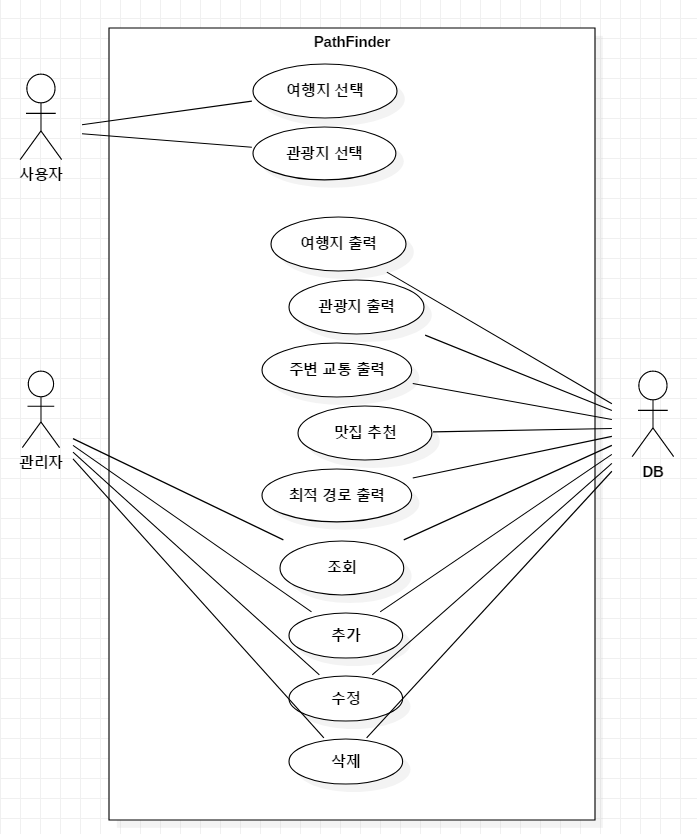 PathFinder
여행지 선택
관광지 선택
사용자
여행지 출력
관광지 출력
주변 교통 출력
맛집 추천
관리자
DB
최적 경로 출력
조회
추가
수정
삭제